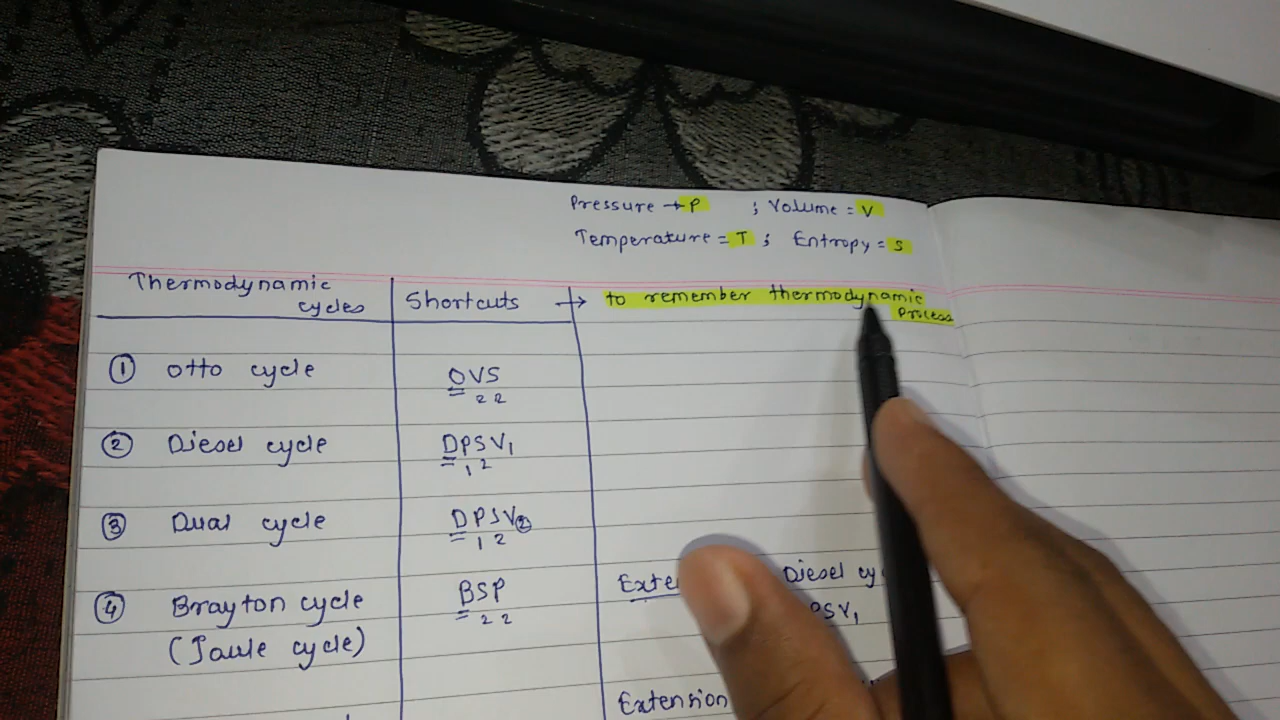 Pressure → P ; Volume = V
Temperature = T ; Entropy = S
Thermodynamic cycles
Shortcuts → to remember thermodynamic Process
① Otto cycle
OVS
2 2
② Diesel cycle
DPSV₁
1 2
③ Dual cycle
DPSV②
1 2
④ Brayton cycle
(Joule cycle)
BSP
2 2
Diesel
PSV₁
Extension